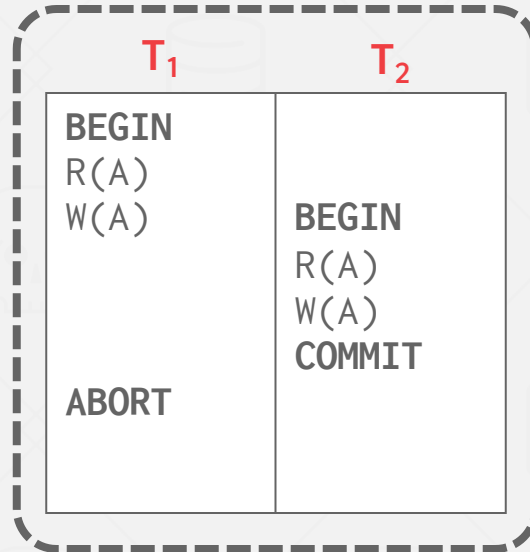 T₁ T₂
BEGIN
R(A)
W(A) BEGIN
R(A)
W(A)
COMMIT
ABORT